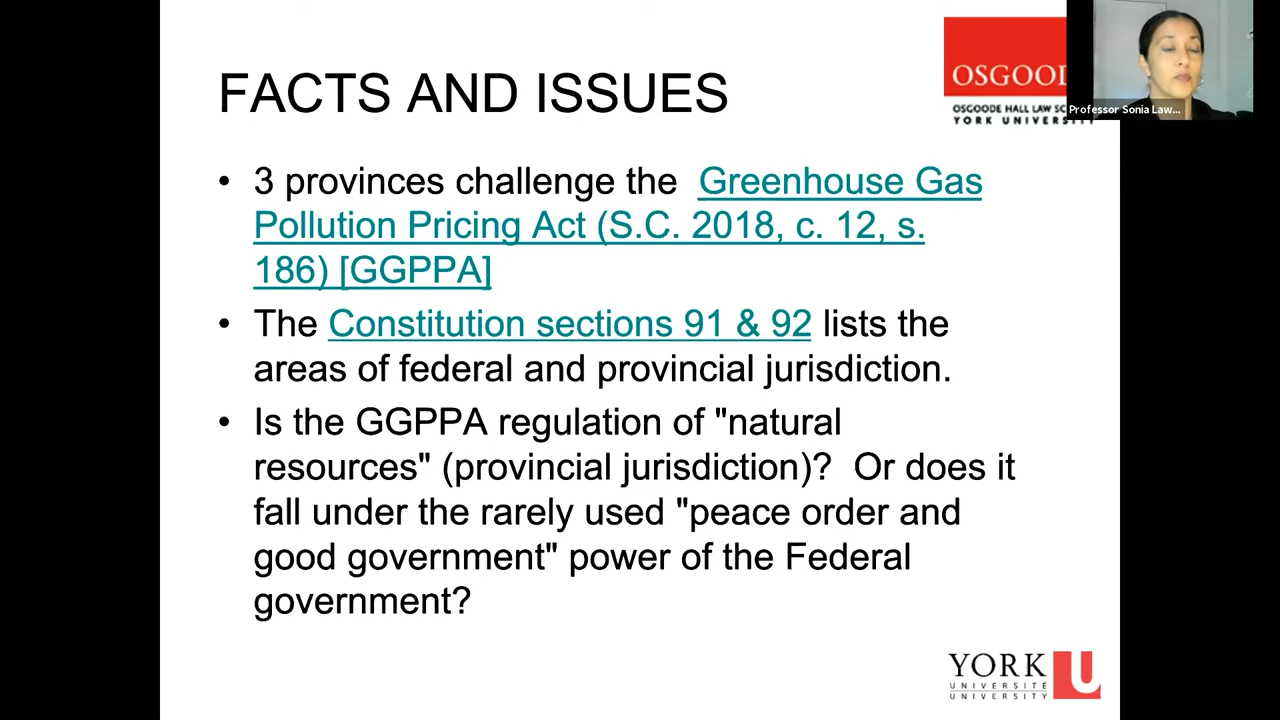 FACTS AND ISSUES
OSGOOD
OSGOODE HALL LAW SC
YORK UNIVERSITY
Professor Sonia Law...
• 3 provinces challenge the Greenhouse Gas
Pollution Pricing Act (S.C. 2018, c. 12, s.
186) [GGPPA]
• The Constitution sections 91 & 92 lists the
areas of federal and provincial jurisdiction.
• Is the GGPPA regulation of "natural
resources" (provincial jurisdiction)? Or does it
fall under the rarely used "peace order and
good government" power of the Federal
government?
YORK U
UNIVERSITÉ
UNIVERSITY